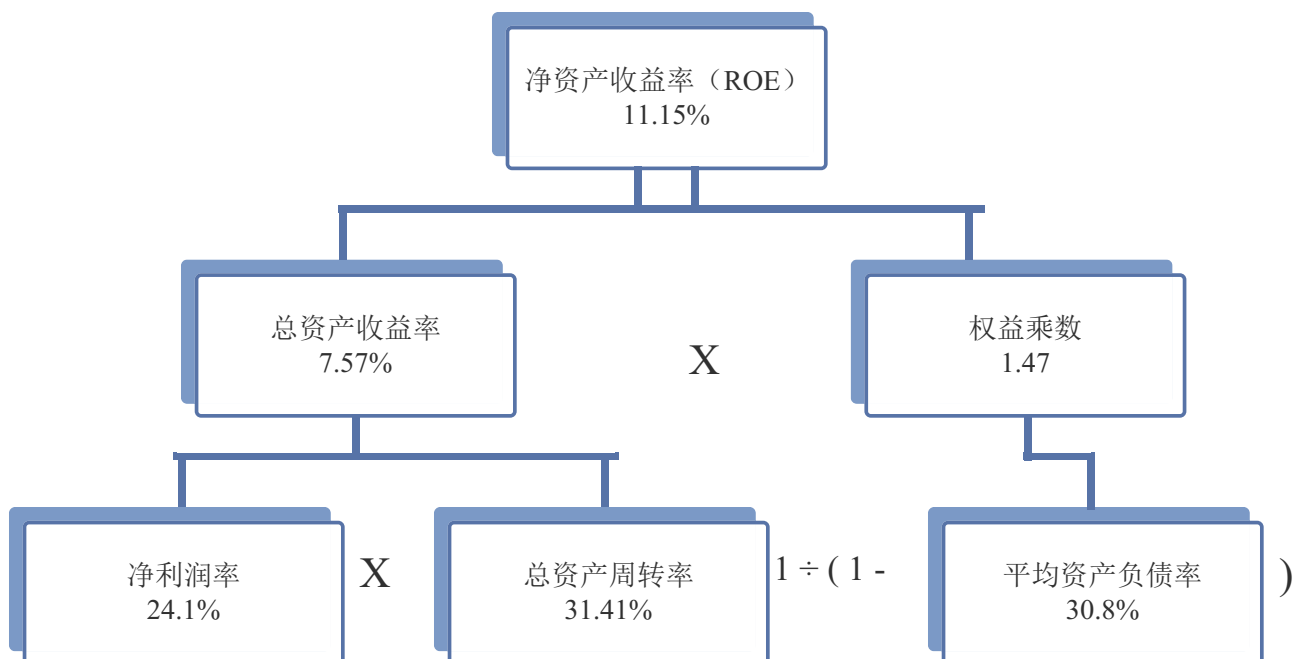 净资产收益率（ROE）
11.15%
总资产收益率
7.57%
X
权益乘数
1.47
净利润率
24.1%
X
总资产周转率
31.41%
1 ÷ ( 1 -
平均资产负债率
30.8%
)